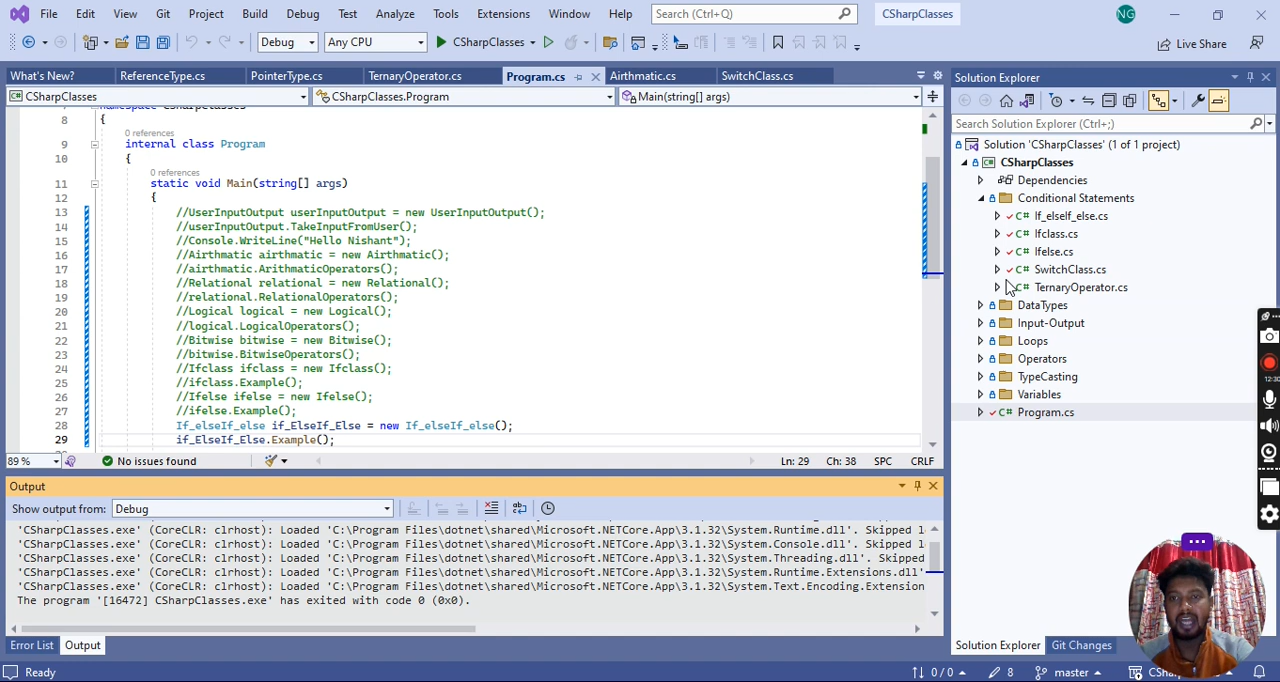 File Edit View Git Project Build Debug Test Analyze Tools Extensions Window Help Search (Ctrl+Q) CSharpClasses NG
Debug Any CPU CSharpClasses Live Share
What's New? ReferenceType.cs PointerType.cs TernaryOperator.cs Program.cs Airthmatic.cs SwitchClass.cs
CSharpClasses CSharpClasses.Program Main(string[] args)
8 {
0 references
9 internal class Program
10 {
0 references
11 static void Main(string[] args)
12 {
13 //UserInputOutput userInputOutput = new UserInputOutput();
14 //userInputOutput.TakeInputFromUser();
15 //Console.WriteLine("Hello Nishant");
16 //Airthmatic airthmatic = new Airthmatic();
17 //airthmatic.ArithmaticOperators();
18 //Relational relational = new Relational();
19 //relational.RelationalOperators();
20 //Logical logical = new Logical();
21 //logical.LogicalOperators();
22 //Bitwise bitwise = new Bitwise();
23 //bitwise.BitwiseOperators();
24 //Ifclass ifclass = new Ifclass();
25 //ifclass.Example();
26 //Ifelse ifelse = new Ifelse();
27 //ifelse.Example();
28 If_elseIf_else if_ElseIf_Else = new If_elseIf_else();
29 if_ElseIf_Else.Example();
89 % No issues found Ln: 29 Ch: 38 SPC CRLF
Output
Show output from: Debug
'CSharpClasses.exe' (CoreCLR: clrhost): Loaded 'C:\Program Files\dotnet\shared\Microsoft.NETCore.App\3.1.32\System.Runtime.dll'. Skipped l
'CSharpClasses.exe' (CoreCLR: clrhost): Loaded 'C:\Program Files\dotnet\shared\Microsoft.NETCore.App\3.1.32\System.Console.dll'. Skipped l
'CSharpClasses.exe' (CoreCLR: clrhost): Loaded 'C:\Program Files\dotnet\shared\Microsoft.NETCore.App\3.1.32\System.Threading.dll'. Skipped
'CSharpClasses.exe' (CoreCLR: clrhost): Loaded 'C:\Program Files\dotnet\shared\Microsoft.NETCore.App\3.1.32\System.Runtime.Extensions.dll'
'CSharpClasses.exe' (CoreCLR: clrhost): Loaded 'C:\Program Files\dotnet\shared\Microsoft.NETCore.App\3.1.32\System.Text.Encoding.Extension
The program '[16472] CSharpClasses.exe' has exited with code 0 (0x0).
Error List Output
Solution Explorer
Search Solution Explorer (Ctrl+;)
Solution 'CSharpClasses' (1 of 1 project)
CSharpClasses
Dependencies
Conditional Statements
C# If_elseIf_else.cs
C# Ifclass.cs
C# Ifelse.cs
C# SwitchClass.cs
C# TernaryOperator.cs
DataTypes
Input-Output
Loops
Operators
TypeCasting
Variables
C# Program.cs
12:30
Solution Explorer Git Changes
Ready 0 / 0 8 master